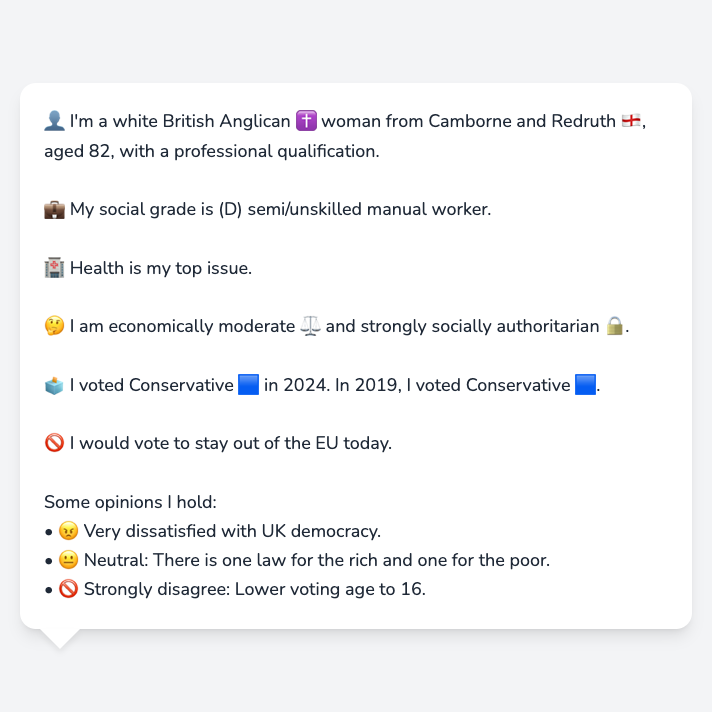 👤 I'm a white British Anglican ✝️ woman from Camborne and Redruth 🏴󠁧󠁢󠁥󠁮󠁧󠁿,
aged 82, with a professional qualification.
💼 My social grade is (D) semi/unskilled manual worker.
🏥 Health is my top issue.
🤔 I am economically moderate ⚖️ and strongly socially authoritarian 🔒.
🗳️ I voted Conservative 🟦 in 2024. In 2019, I voted Conservative 🟦.
🚫 I would vote to stay out of the EU today.
Some opinions I hold:
• 😠 Very dissatisfied with UK democracy.
• 😐 Neutral: There is one law for the rich and one for the poor.
• 🚫 Strongly disagree: Lower voting age to 16.